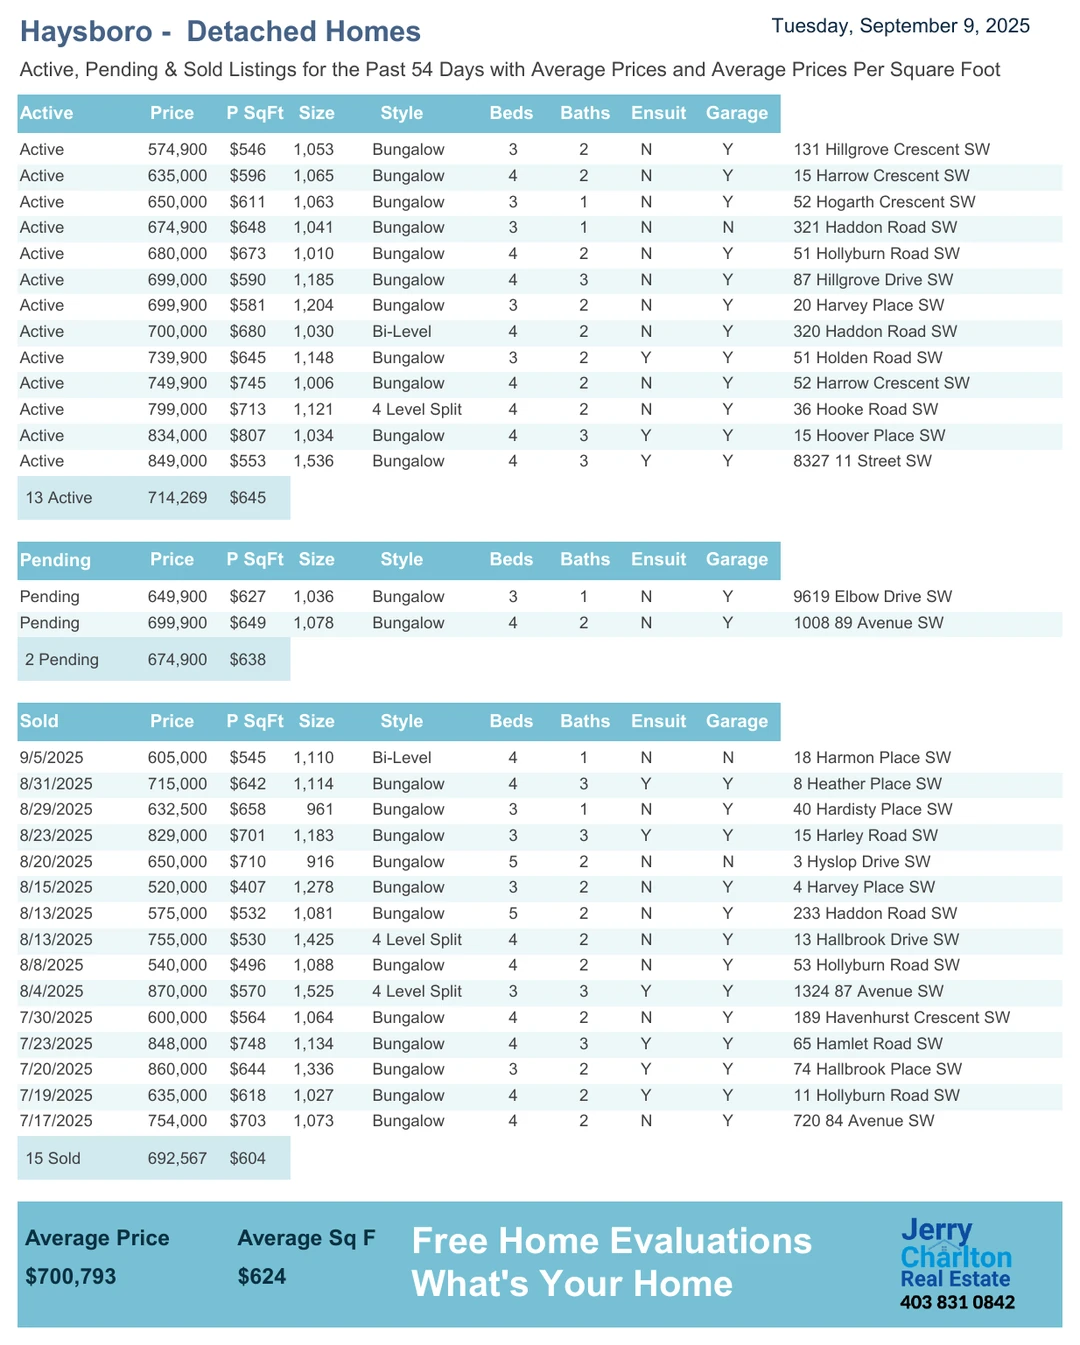 Haysboro -  Detached Homes
Tuesday, September 9, 2025
Active, Pending & Sold Listings for the Past 54 Days with Average Prices and Average Prices Per Square Foot
Active Price P SqFt Size Style Beds Baths Ensuit Garage
Active 574,900 $546 1,053 Bungalow 3 2 N Y 131 Hillgrove Crescent SW
Active 635,000 $596 1,065 Bungalow 4 2 N Y 15 Harrow Crescent SW
Active 650,000 $611 1,063 Bungalow 3 1 N Y 52 Hogarth Crescent SW
Active 674,900 $648 1,041 Bungalow 3 1 N N 321 Haddon Road SW
Active 680,000 $673 1,010 Bungalow 4 2 N Y 51 Hollyburn Road SW
Active 699,000 $590 1,185 Bungalow 4 3 N Y 87 Hillgrove Drive SW
Active 699,900 $581 1,204 Bungalow 3 2 N Y 20 Harvey Place SW
Active 700,000 $680 1,030 Bi-Level 4 2 N Y 320 Haddon Road SW
Active 739,900 $645 1,148 Bungalow 3 2 Y Y 51 Holden Road SW
Active 749,900 $745 1,006 Bungalow 4 2 N Y 52 Harrow Crescent SW
Active 799,000 $713 1,121 4 Level Split 4 2 N Y 36 Hooke Road SW
Active 834,000 $807 1,034 Bungalow 4 3 Y Y 15 Hoover Place SW
Active 849,000 $553 1,536 Bungalow 4 3 Y Y 8327 11 Street SW
13 Active 714,269 $645
Pending Price P SqFt Size Style Beds Baths Ensuit Garage
Pending 649,900 $627 1,036 Bungalow 3 1 N Y 9619 Elbow Drive SW
Pending 699,900 $649 1,078 Bungalow 4 2 N Y 1008 89 Avenue SW
2 Pending 674,900 $638
Sold Price P SqFt Size Style Beds Baths Ensuit Garage
9/5/2025 605,000 $545 1,110 Bi-Level 4 1 N N 18 Harmon Place SW
8/31/2025 715,000 $642 1,114 Bungalow 4 3 Y Y 8 Heather Place SW
8/29/2025 632,500 $658 961 Bungalow 3 1 N Y 40 Hardisty Place SW
8/23/2025 829,000 $701 1,183 Bungalow 3 3 Y Y 15 Harley Road SW
8/20/2025 650,000 $710 916 Bungalow 5 2 N N 3 Hyslop Drive SW
8/15/2025 520,000 $407 1,278 Bungalow 3 2 N Y 4 Harvey Place SW
8/13/2025 575,000 $532 1,081 Bungalow 5 2 N Y 233 Haddon Road SW
8/13/2025 755,000 $530 1,425 4 Level Split 4 2 N Y 13 Hallbrook Drive SW
8/8/2025 540,000 $496 1,088 Bungalow 4 2 N Y 53 Hollyburn Road SW
8/4/2025 870,000 $570 1,525 4 Level Split 3 3 Y Y 1324 87 Avenue SW
7/30/2025 600,000 $564 1,064 Bungalow 4 2 N Y 189 Havenhurst Crescent SW
7/23/2025 848,000 $748 1,134 Bungalow 4 3 Y Y 65 Hamlet Road SW
7/20/2025 860,000 $644 1,336 Bungalow 3 2 Y Y 74 Hallbrook Place SW
7/19/2025 635,000 $618 1,027 Bungalow 4 2 Y Y 11 Hollyburn Road SW
7/17/2025 754,000 $703 1,073 Bungalow 4 2 N Y 720 84 Avenue SW
15 Sold 692,567 $604
Average Price Average Sq F
$700,793 $624
Free Home Evaluations
What's Your Home
Jerry
Charlton
Real Estate
403 831 0842